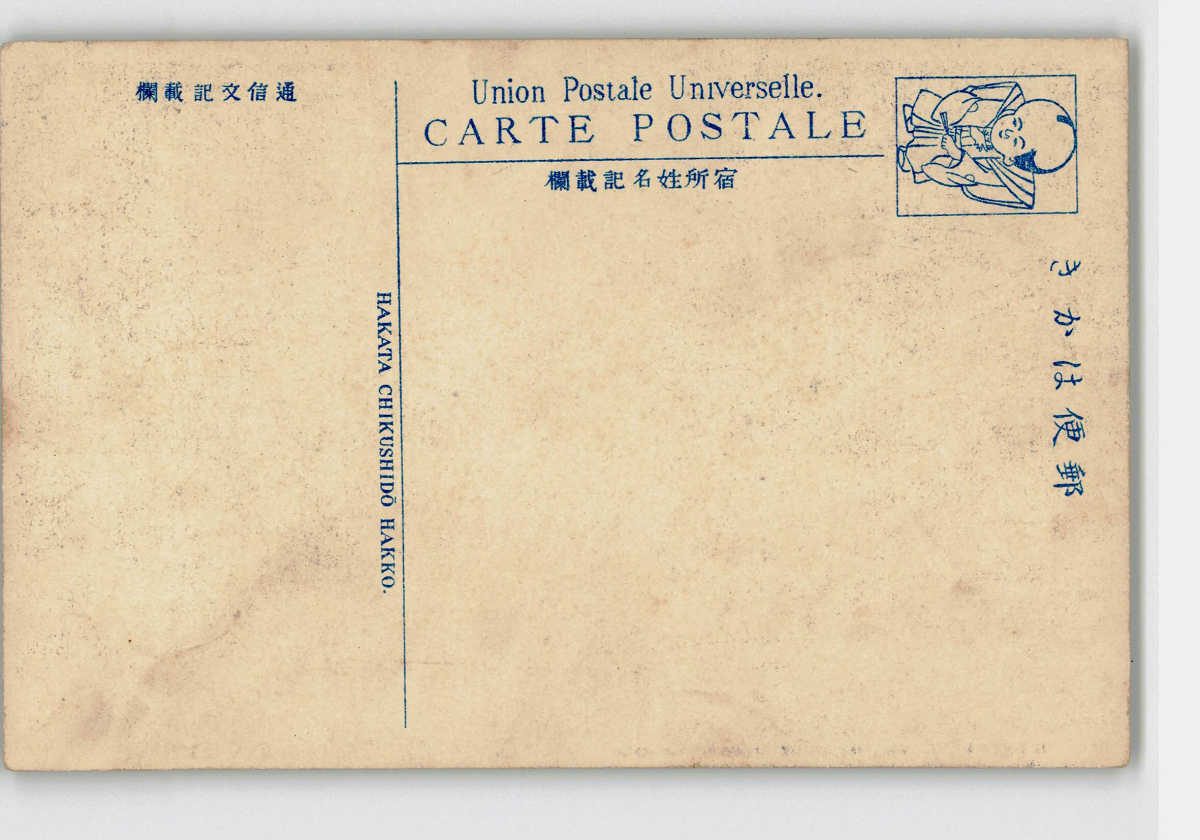 通信文記載欄
Union Postale Universelle.
CARTE POSTALE
宿所姓名記載欄
郵便はかき
HAKATA CHIKUSHIDŌ HAKKO.